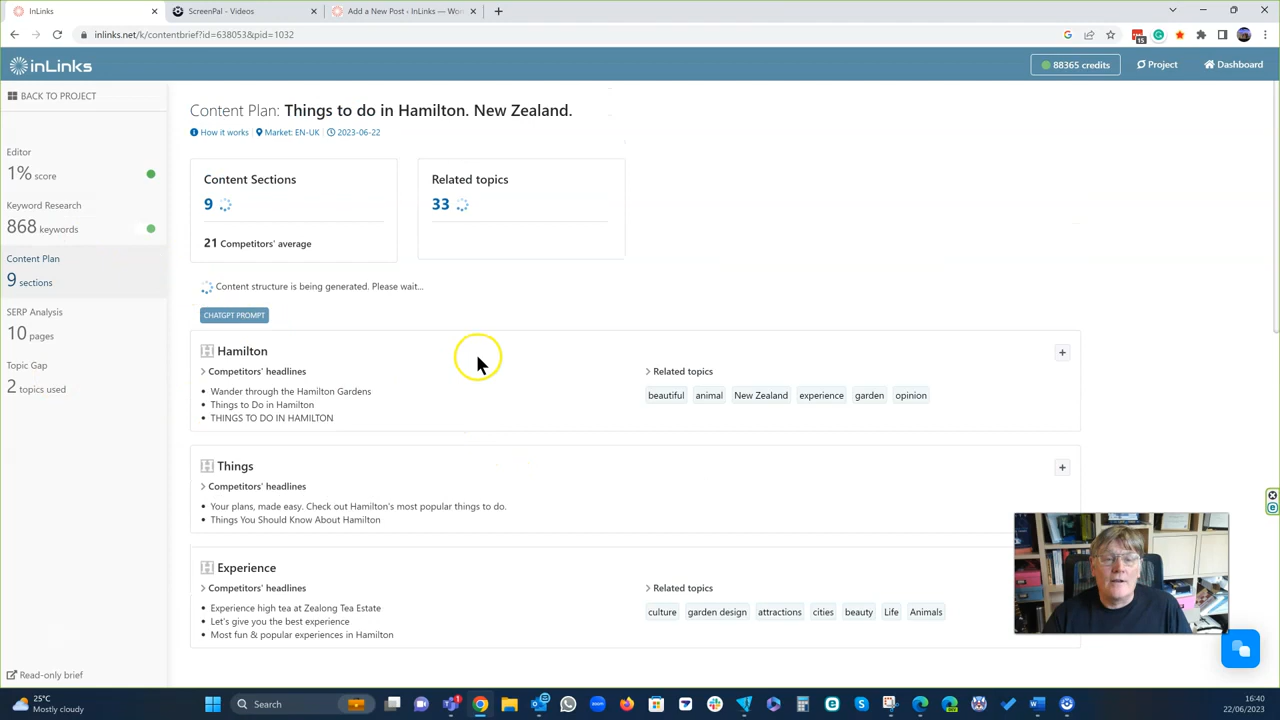 InLinks
ScreenPal - Videos
Add a New Post ‹ InLinks — Wor
inlinks.net/k/contentbrief?id=638053&pid=1032
15
inLinks
88365 credits
Project
Dashboard
BACK TO PROJECT
Editor
1% score
Keyword Research
868 keywords
Content Plan
9 sections
SERP Analysis
10 pages
Topic Gap
2 topics used
Read-only brief
Content Plan: Things to do in Hamilton. New Zealand.
How it works
Market: EN-UK
2023-06-22
Content Sections
9
21 Competitors' average
Related topics
33
Content structure is being generated. Please wait...
CHATGPT PROMPT
Hamilton
Competitors' headlines
Wander through the Hamilton Gardens
Things to Do in Hamilton
THINGS TO DO IN HAMILTON
Related topics
beautiful animal New Zealand experience garden opinion
Things
Competitors' headlines
Your plans, made easy. Check out Hamilton's most popular things to do.
Things You Should Know About Hamilton
Experience
Competitors' headlines
Experience high tea at Zealong Tea Estate
Let's give you the best experience
Most fun & popular experiences in Hamilton
Related topics
culture garden design attractions cities beauty Life Animals
25°C
Mostly cloudy
Search
16:40
22/06/2023